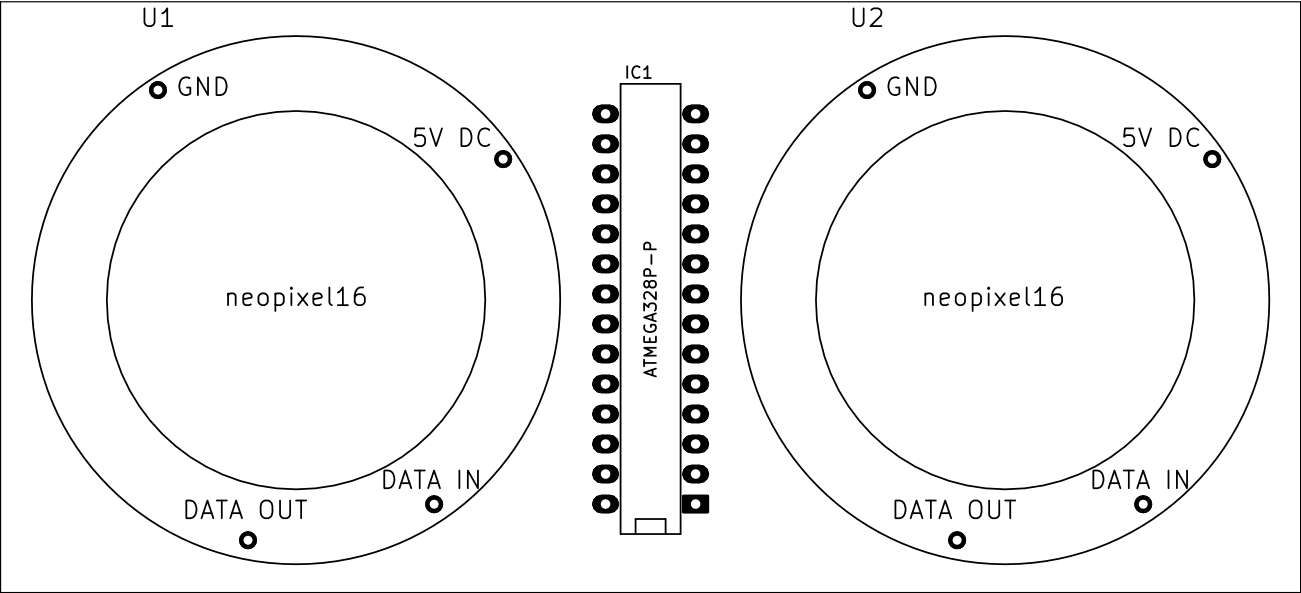 U1
U2
IC1
GND
5V DC
GND
5V DC
neopixel16
ATMEGA328P-P
neopixel16
DATA IN
DATA OUT
DATA IN
DATA OUT